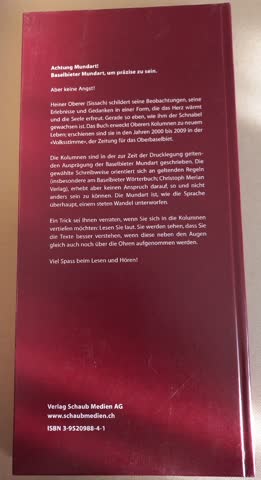 Achtung Mundart!
Baselbieter Mundart, um präzise zu sein.
Aber keine Angst!
Heiner Oberer (Sissach) schildert seine Beobachtungen, seine
Erlebnisse und Gedanken in einer Form, die das Herz wärmt
und die Seele erfreut. Gerade so eben, wie ihm der Schnabel
gewachsen ist. Das Buch erweckt Oberers Kolumnen zu neuem
Leben; erschienen sind sie in den Jahren 2000 bis 2009 in der
«Volksstimme», der Zeitung für das Oberbaselbiet.
Die Kolumnen sind in der zur Zeit der Drucklegung gelten-
den Ausprägung der Baselbieter Mundart geschrieben. Die
gewählte Schreibweise orientiert sich an geltenden Regeln
(insbesondere am Baselbieter Wörterbuch; Christoph Merian
Verlag), erhebt aber keinen Anspruch darauf, so und nicht
anders sein zu können. Die Mundart ist, wie die Sprache
überhaupt, einem steten Wandel unterworfen.
Ein Trick sei Ihnen verraten, wenn Sie sich in die Kolumnen
vertiefen möchten: Lesen Sie laut. Sie werden sehen, dass Sie
die Texte besser verstehen, wenn diese neben den Augen
gleich auch noch über die Ohren aufgenommen werden.
Viel Spass beim Lesen und Hören!
Verlag Schaub Medien AG
www.schaubmedien.ch
ISBN 3-9520988-4-1